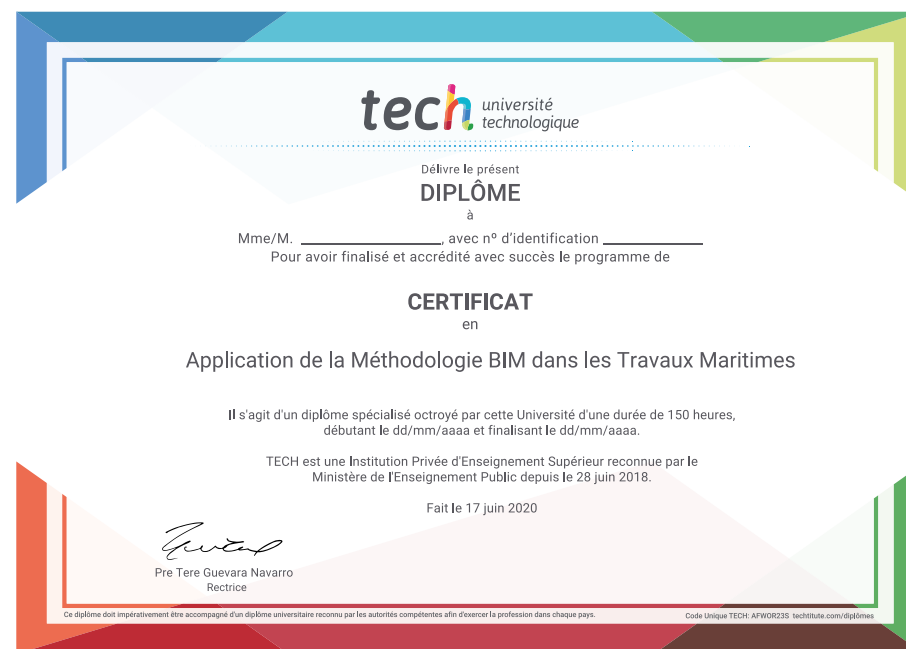 tech université
technologique
Délivre le présent
DIPLÔME
à
Mme/M. ____________________, avec nº d'identification ______________
Pour avoir finalisé et accrédité avec succès le programme de
CERTIFICAT
en
Application de la Méthodologie BIM dans les Travaux Maritimes
Il s'agit d'un diplôme spécialisé octroyé par cette Université d'une durée de 150 heures,
débutant le dd/mm/aaaa et finalisant le dd/mm/aaaa.
TECH est une Institution Privée d'Enseignement Supérieur reconnue par le
Ministère de l'Enseignement Public depuis le 28 juin 2018.
Fait le 17 juin 2020
Pre Tere Guevara Navarro
Rectrice
Ce diplôme doit impérativement être accompagné d'un diplôme universitaire reconnu par les autorités compétentes afin d'exercer la profession dans chaque pays.
Code Unique TECH: AFWOR23S techtitute.com/diplômes